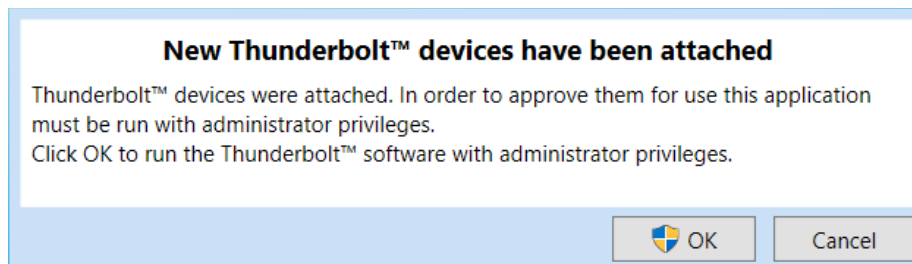 New Thunderbolt™ devices have been attached
Thunderbolt™ devices were attached. In order to approve them for use this application
must be run with administrator privileges.
Click OK to run the Thunderbolt™ software with administrator privileges.
OK Cancel